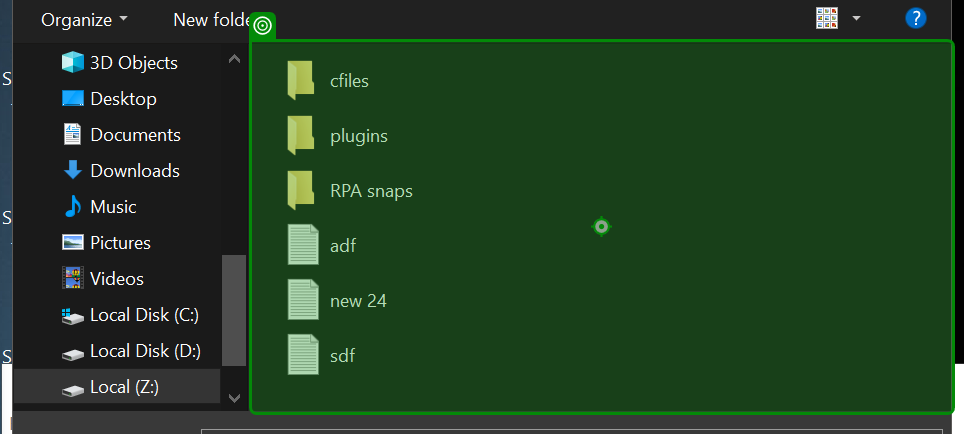 Organize
New folde
?
3D Objects
Desktop
Documents
Downloads
Music
Pictures
Videos
Local Disk (C:)
Local Disk (D:)
Local (Z:)
cfiles
plugins
RPA snaps
adf
new 24
sdf
S
S
S